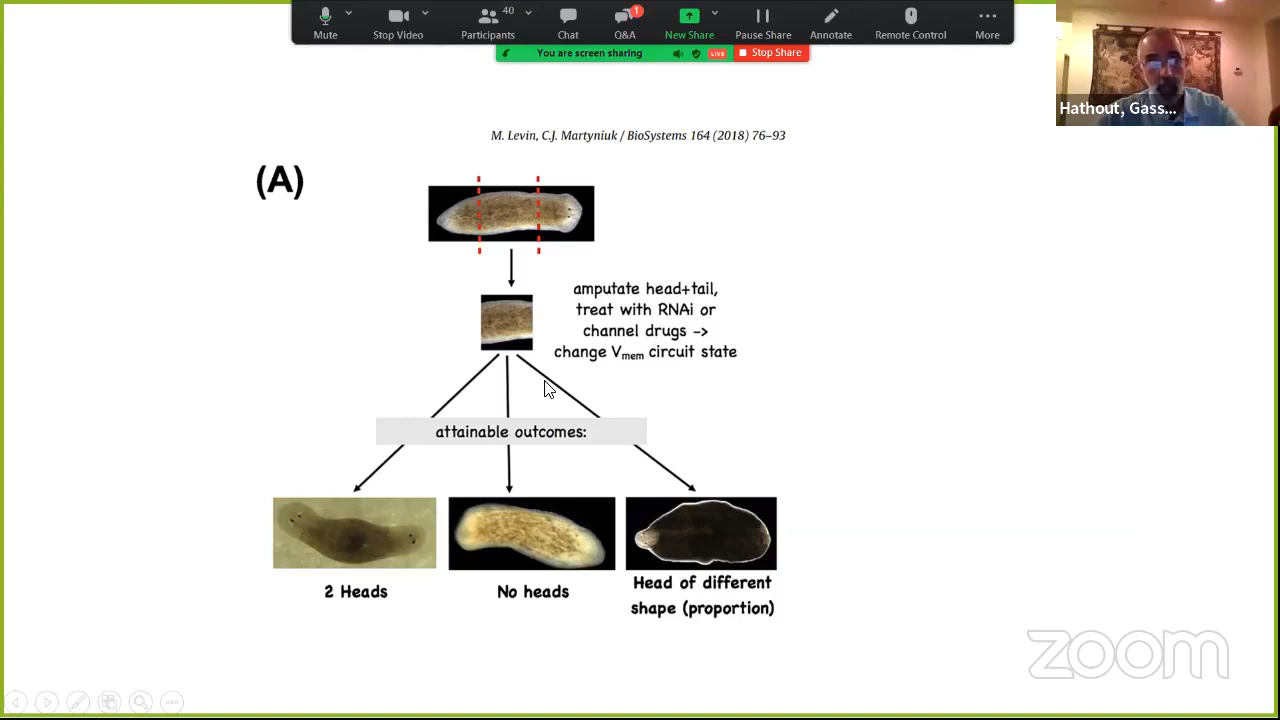 40
1
Mute
Stop Video
Participants
Chat
Q&A
New Share
Pause Share
Annotate
Remote Control
More
You are screen sharing
LIVE
Stop Share
Hathout, Gass...
M. Levin, C.J. Martyniuk / BioSystems 164 (2018) 76–93
(A)
amputate head+tail,
treat with RNAi or
channel drugs ->
change Vmem circuit state
attainable outcomes:
2 Heads
No heads
Head of different
shape (proportion)
zoom